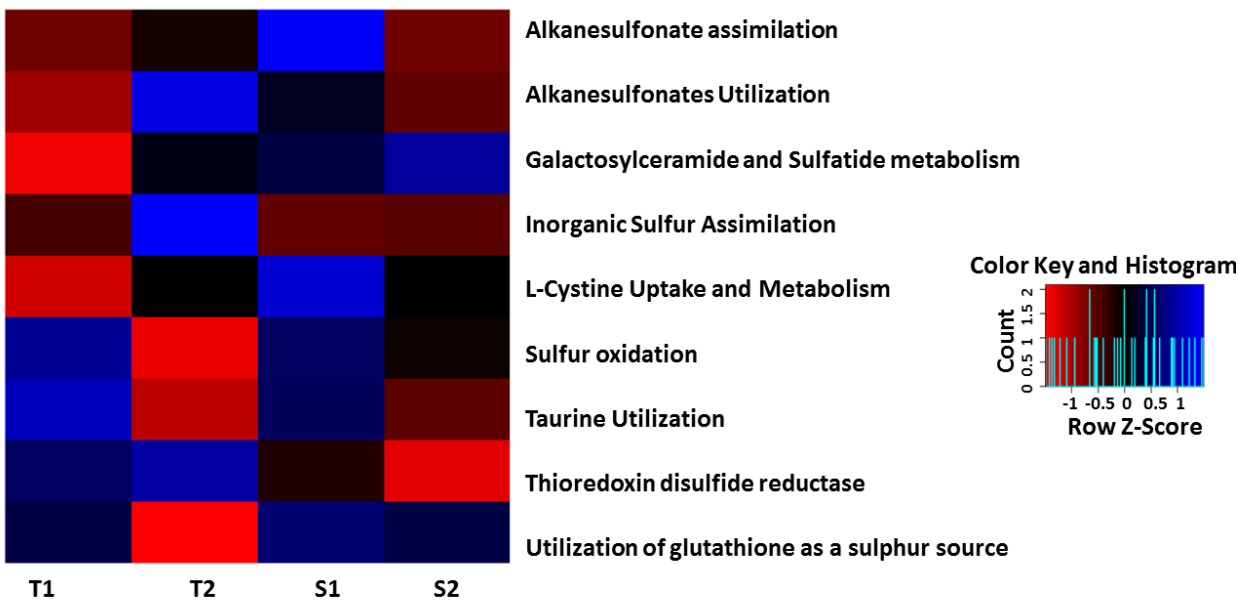 Alkanesulfonate assimilation
Alkanesulfonates Utilization
Galactosylceramide and Sulfatide metabolism
Inorganic Sulfur Assimilation
L-Cystine Uptake and Metabolism
Sulfur oxidation
Taurine Utilization
Thioredoxin disulfide reductase
Utilization of glutathione as a sulphur source
T1 T2 S1 S2
Color Key and Histogram
Count
0 0.5 1 1.5 2
-1 -0.5 0 0.5 1
Row Z-Score